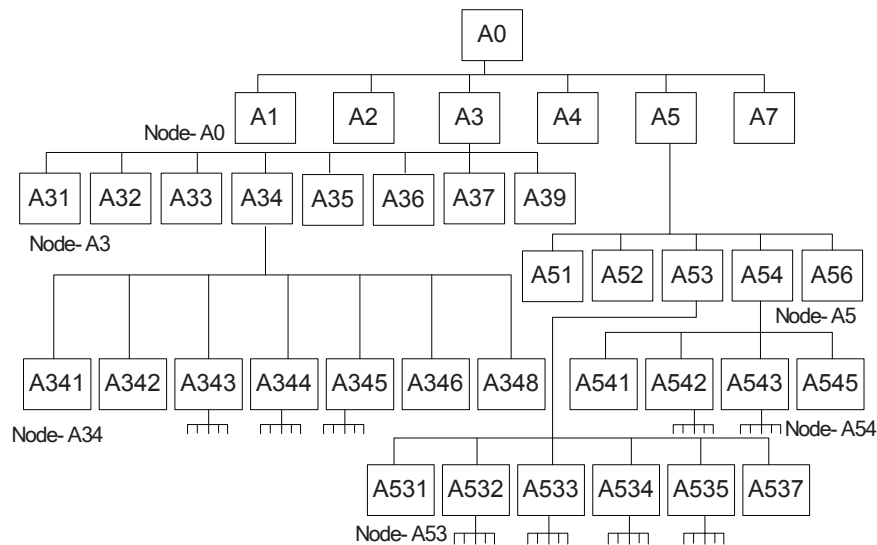 A0
A1 A2 A3 A4 A5 A7
Node- A0
A31 A32 A33 A34 A35 A36 A37 A39
Node- A3
A51 A52 A53 A54 A56
Node- A5
A341 A342 A343 A344 A345 A346 A348
A541 A542 A543 A545
Node- A34
Node- A54
A531 A532 A533 A534 A535 A537
Node- A53